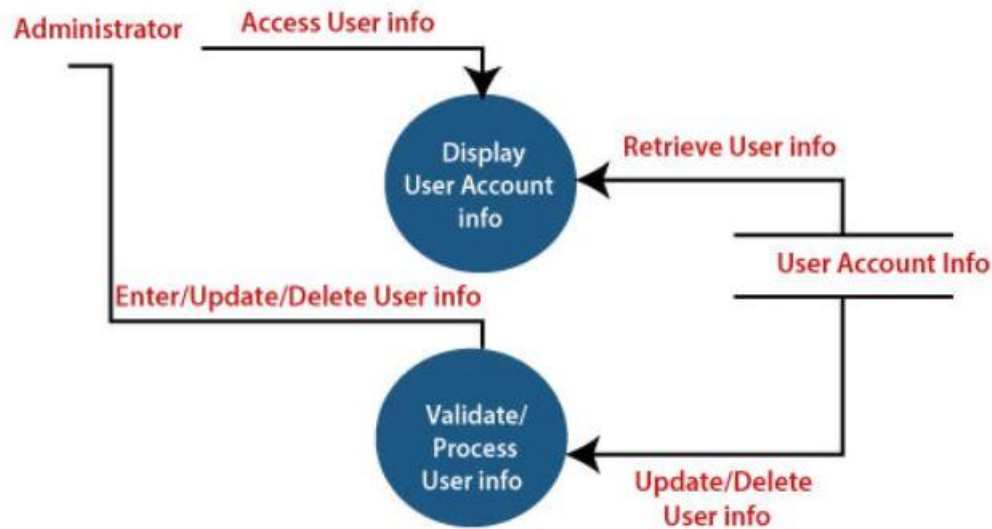 Administrator
Access User info
Display
User Account
info
Retrieve User info
User Account Info
Enter/Update/Delete User info
Validate/
Process
User info
Update/Delete
User info